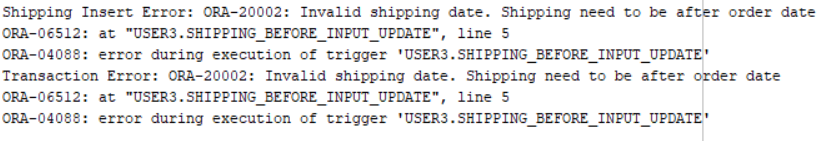 Shipping Insert Error: ORA-20002: Invalid shipping date. Shipping need to be after order date
ORA-06512: at "USER3.SHIPPING_BEFORE_INPUT_UPDATE", line 5
ORA-04088: error during execution of trigger 'USER3.SHIPPING_BEFORE_INPUT_UPDATE'
Transaction Error: ORA-20002: Invalid shipping date. Shipping need to be after order date
ORA-06512: at "USER3.SHIPPING_BEFORE_INPUT_UPDATE", line 5
ORA-04088: error during execution of trigger 'USER3.SHIPPING_BEFORE_INPUT_UPDATE'